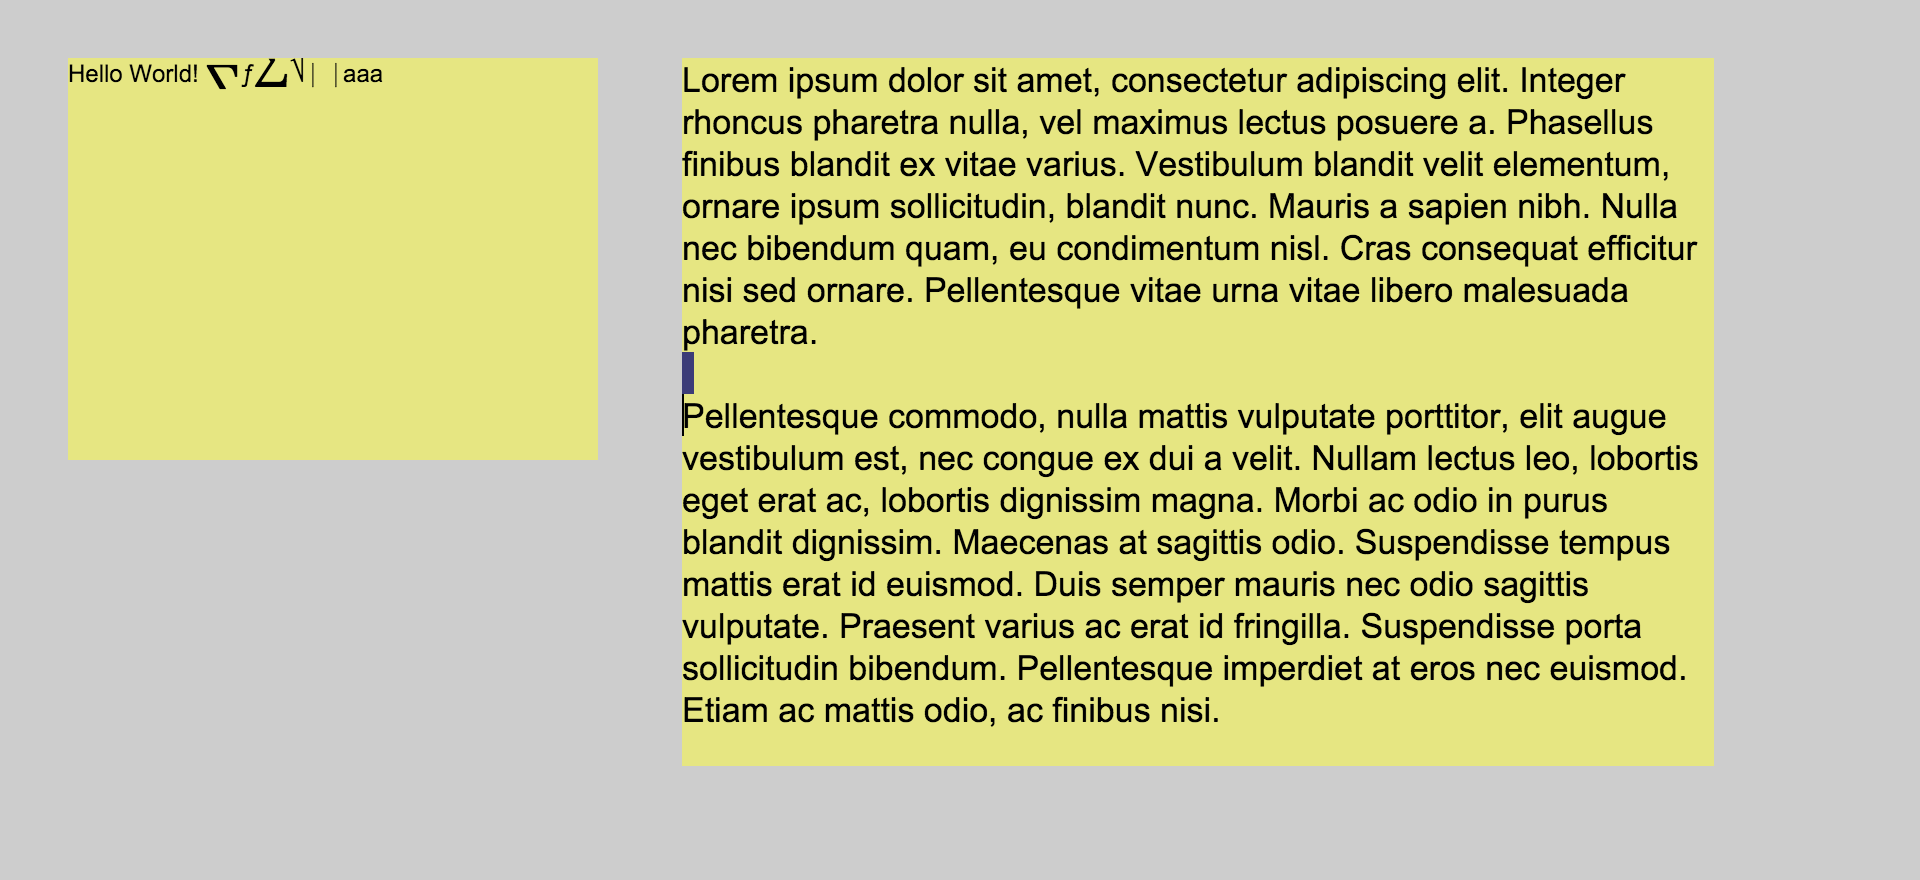 Hello World! aaa
Lorem ipsum dolor sit amet, consectetur adipiscing elit. Integer
rhoncus pharetra nulla, vel maximus lectus posuere a. Phasellus
finibus blandit ex vitae varius. Vestibulum blandit velit elementum,
ornare ipsum sollicitudin, blandit nunc. Mauris a sapien nibh. Nulla
nec bibendum quam, eu condimentum nisl. Cras consequat efficitur
nisi sed ornare. Pellentesque vitae urna vitae libero malesuada
pharetra.
Pellentesque commodo, nulla mattis vulputate porttitor, elit augue
vestibulum est, nec congue ex dui a velit. Nullam lectus leo, lobortis
eget erat ac, lobortis dignissim magna. Morbi ac odio in purus
blandit dignissim. Maecenas at sagittis odio. Suspendisse tempus
mattis erat id euismod. Duis semper mauris nec odio sagittis
vulputate. Praesent varius ac erat id fringilla. Suspendisse porta
sollicitudin bibendum. Pellentesque imperdiet at eros nec euismod.
Etiam ac mattis odio, ac finibus nisi.